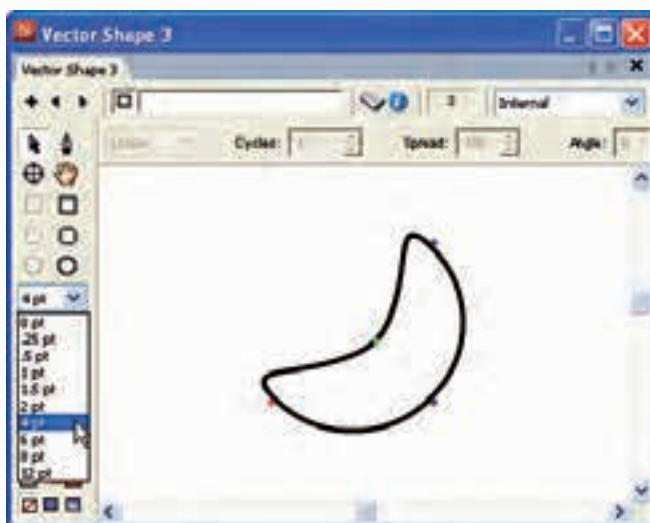 Vector Shape 3
Vector Shape 3
3 Internal
Cycles: Spread: Angle:
4 pt
0 pt
.25 pt
.5 pt
1 pt
1.5 pt
2 pt
4 pt
6 pt
8 pt
12 pt